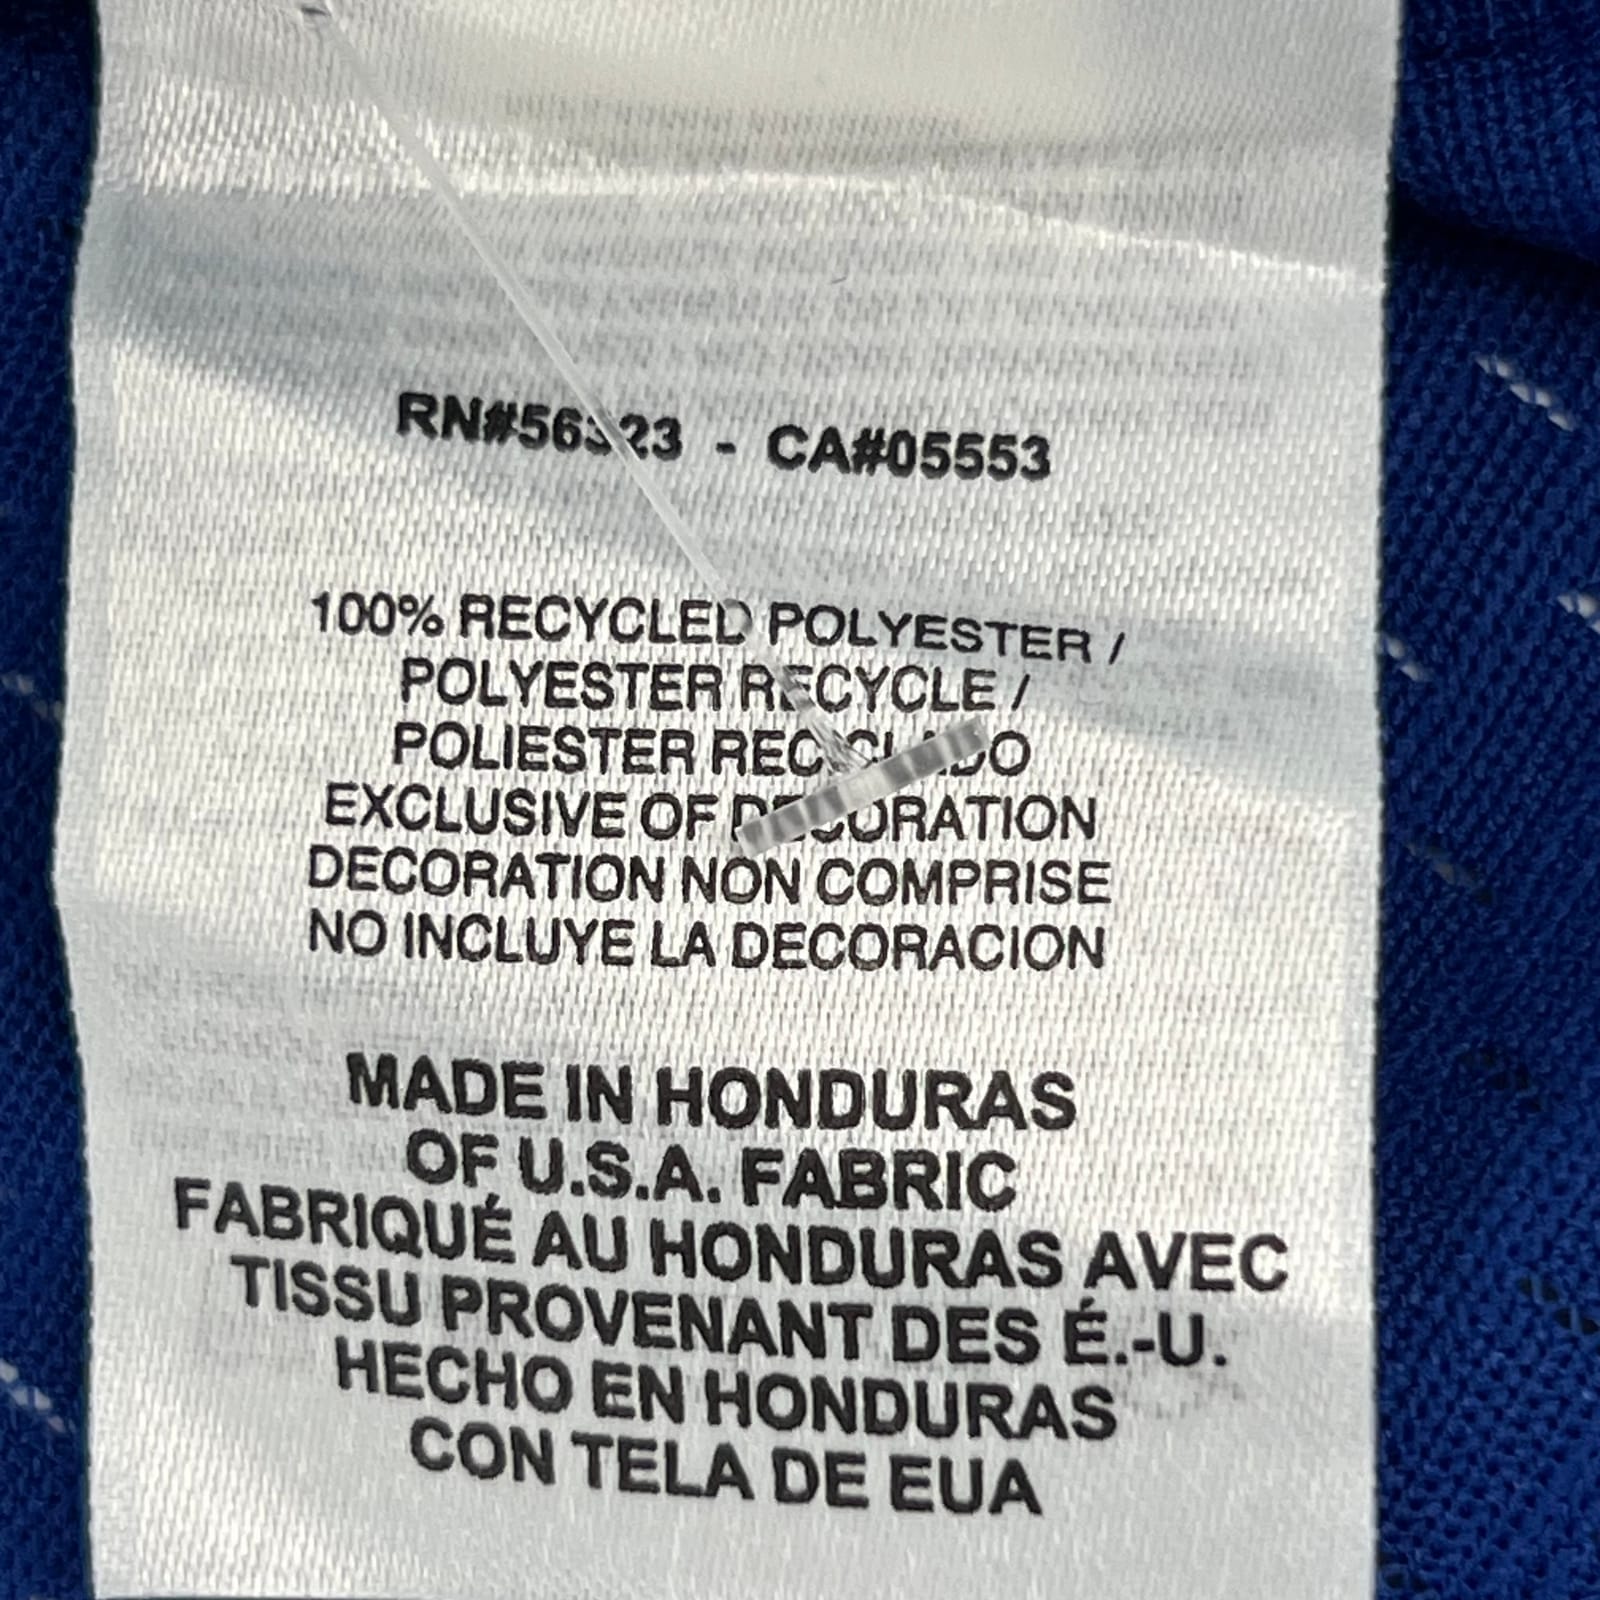 RN#56323 - CA#05553
100% RECYCLED POLYESTER /
POLYESTER RECYCLE /
POLIESTER RECICLADO
EXCLUSIVE OF DECORATION
DECORATION NON COMPRISE
NO INCLUYE LA DECORACION
MADE IN HONDURAS
OF U.S.A. FABRIC
FABRIQUÉ AU HONDURAS AVEC
TISSU PROVENANT DES É.-U.
HECHO EN HONDURAS
CON TELA DE EUA